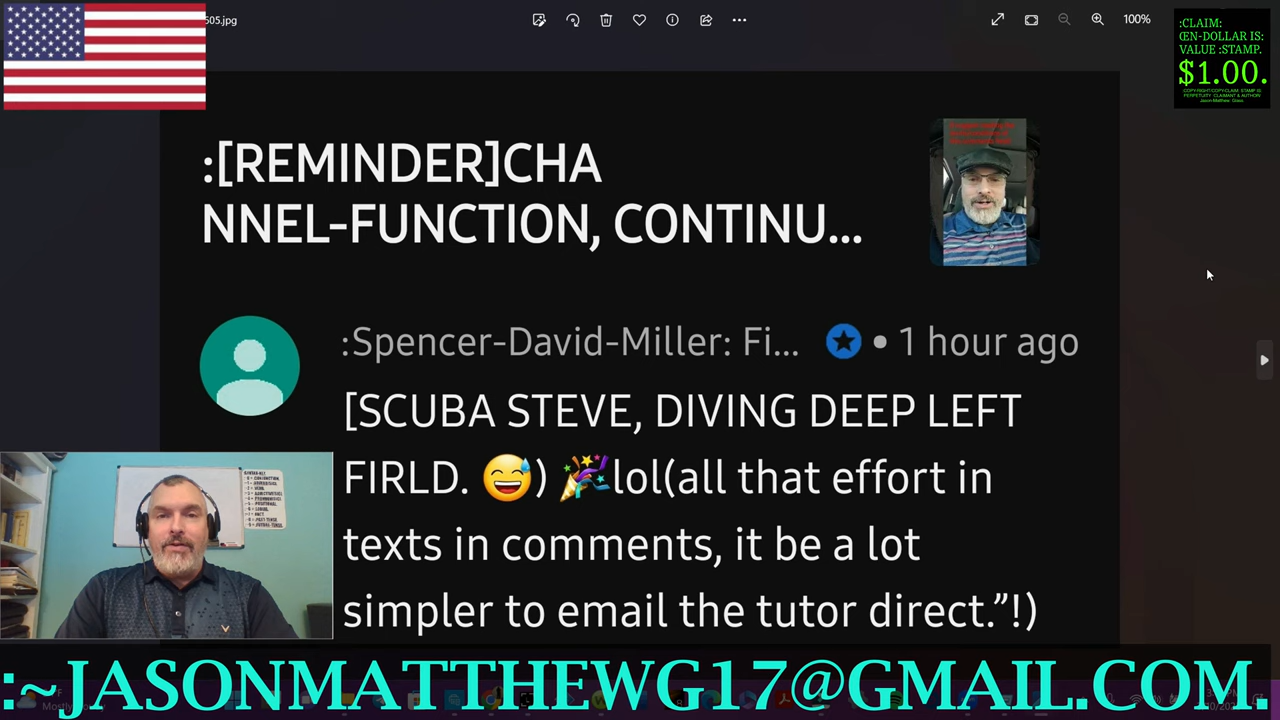 505.jpg
100%
:CLAIM:
ŒN-DOLLAR IS:
VALUE :STAMP.
$1.00.
:[REMINDER]CHA
NNEL-FUNCTION, CONTINU...
:Spencer-David-Miller: Fi... • 1 hour ago
[SCUBA STEVE, DIVING DEEP LEFT
FIRLD. 😅) 🎉lol(all that effort in
texts in comments, it be a lot
simpler to email the tutor direct.”!)
:~JASONMATTHEWG17@GMAIL.COM.